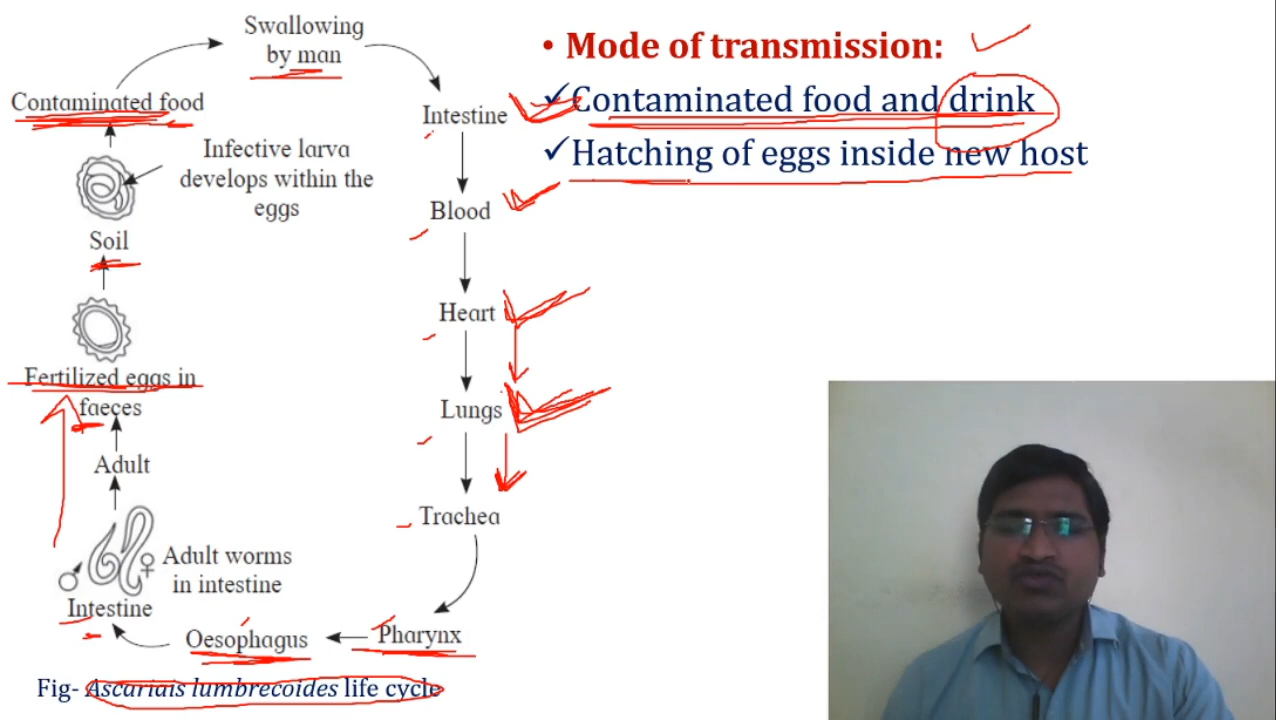 Swallowing
by man
Contaminated food
Intestine
Infective larva
develops within the
eggs
Blood
Soil
Heart
Fertilized eggs in
faeces
Lungs
Adult
Trachea
Adult worms
in intestine
Intestine
Oesophagus
Pharynx
Fig- Ascariais lumbrecoides life cycle
• Mode of transmission:
✓Contaminated food and drink
✓Hatching of eggs inside new host